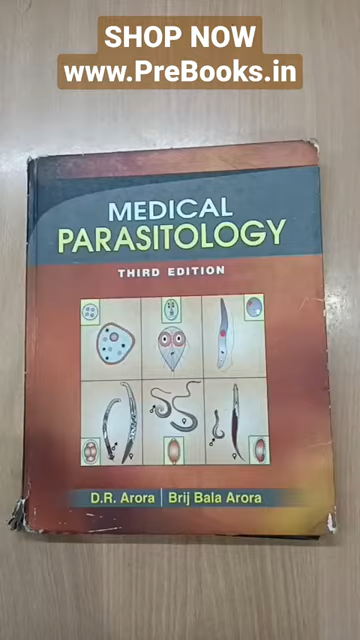 SHOP NOW
www.PreBooks.in
MEDICAL
PARASITOLOGY
THIRD EDITION
D.R. Arora | Brij Bala Arora